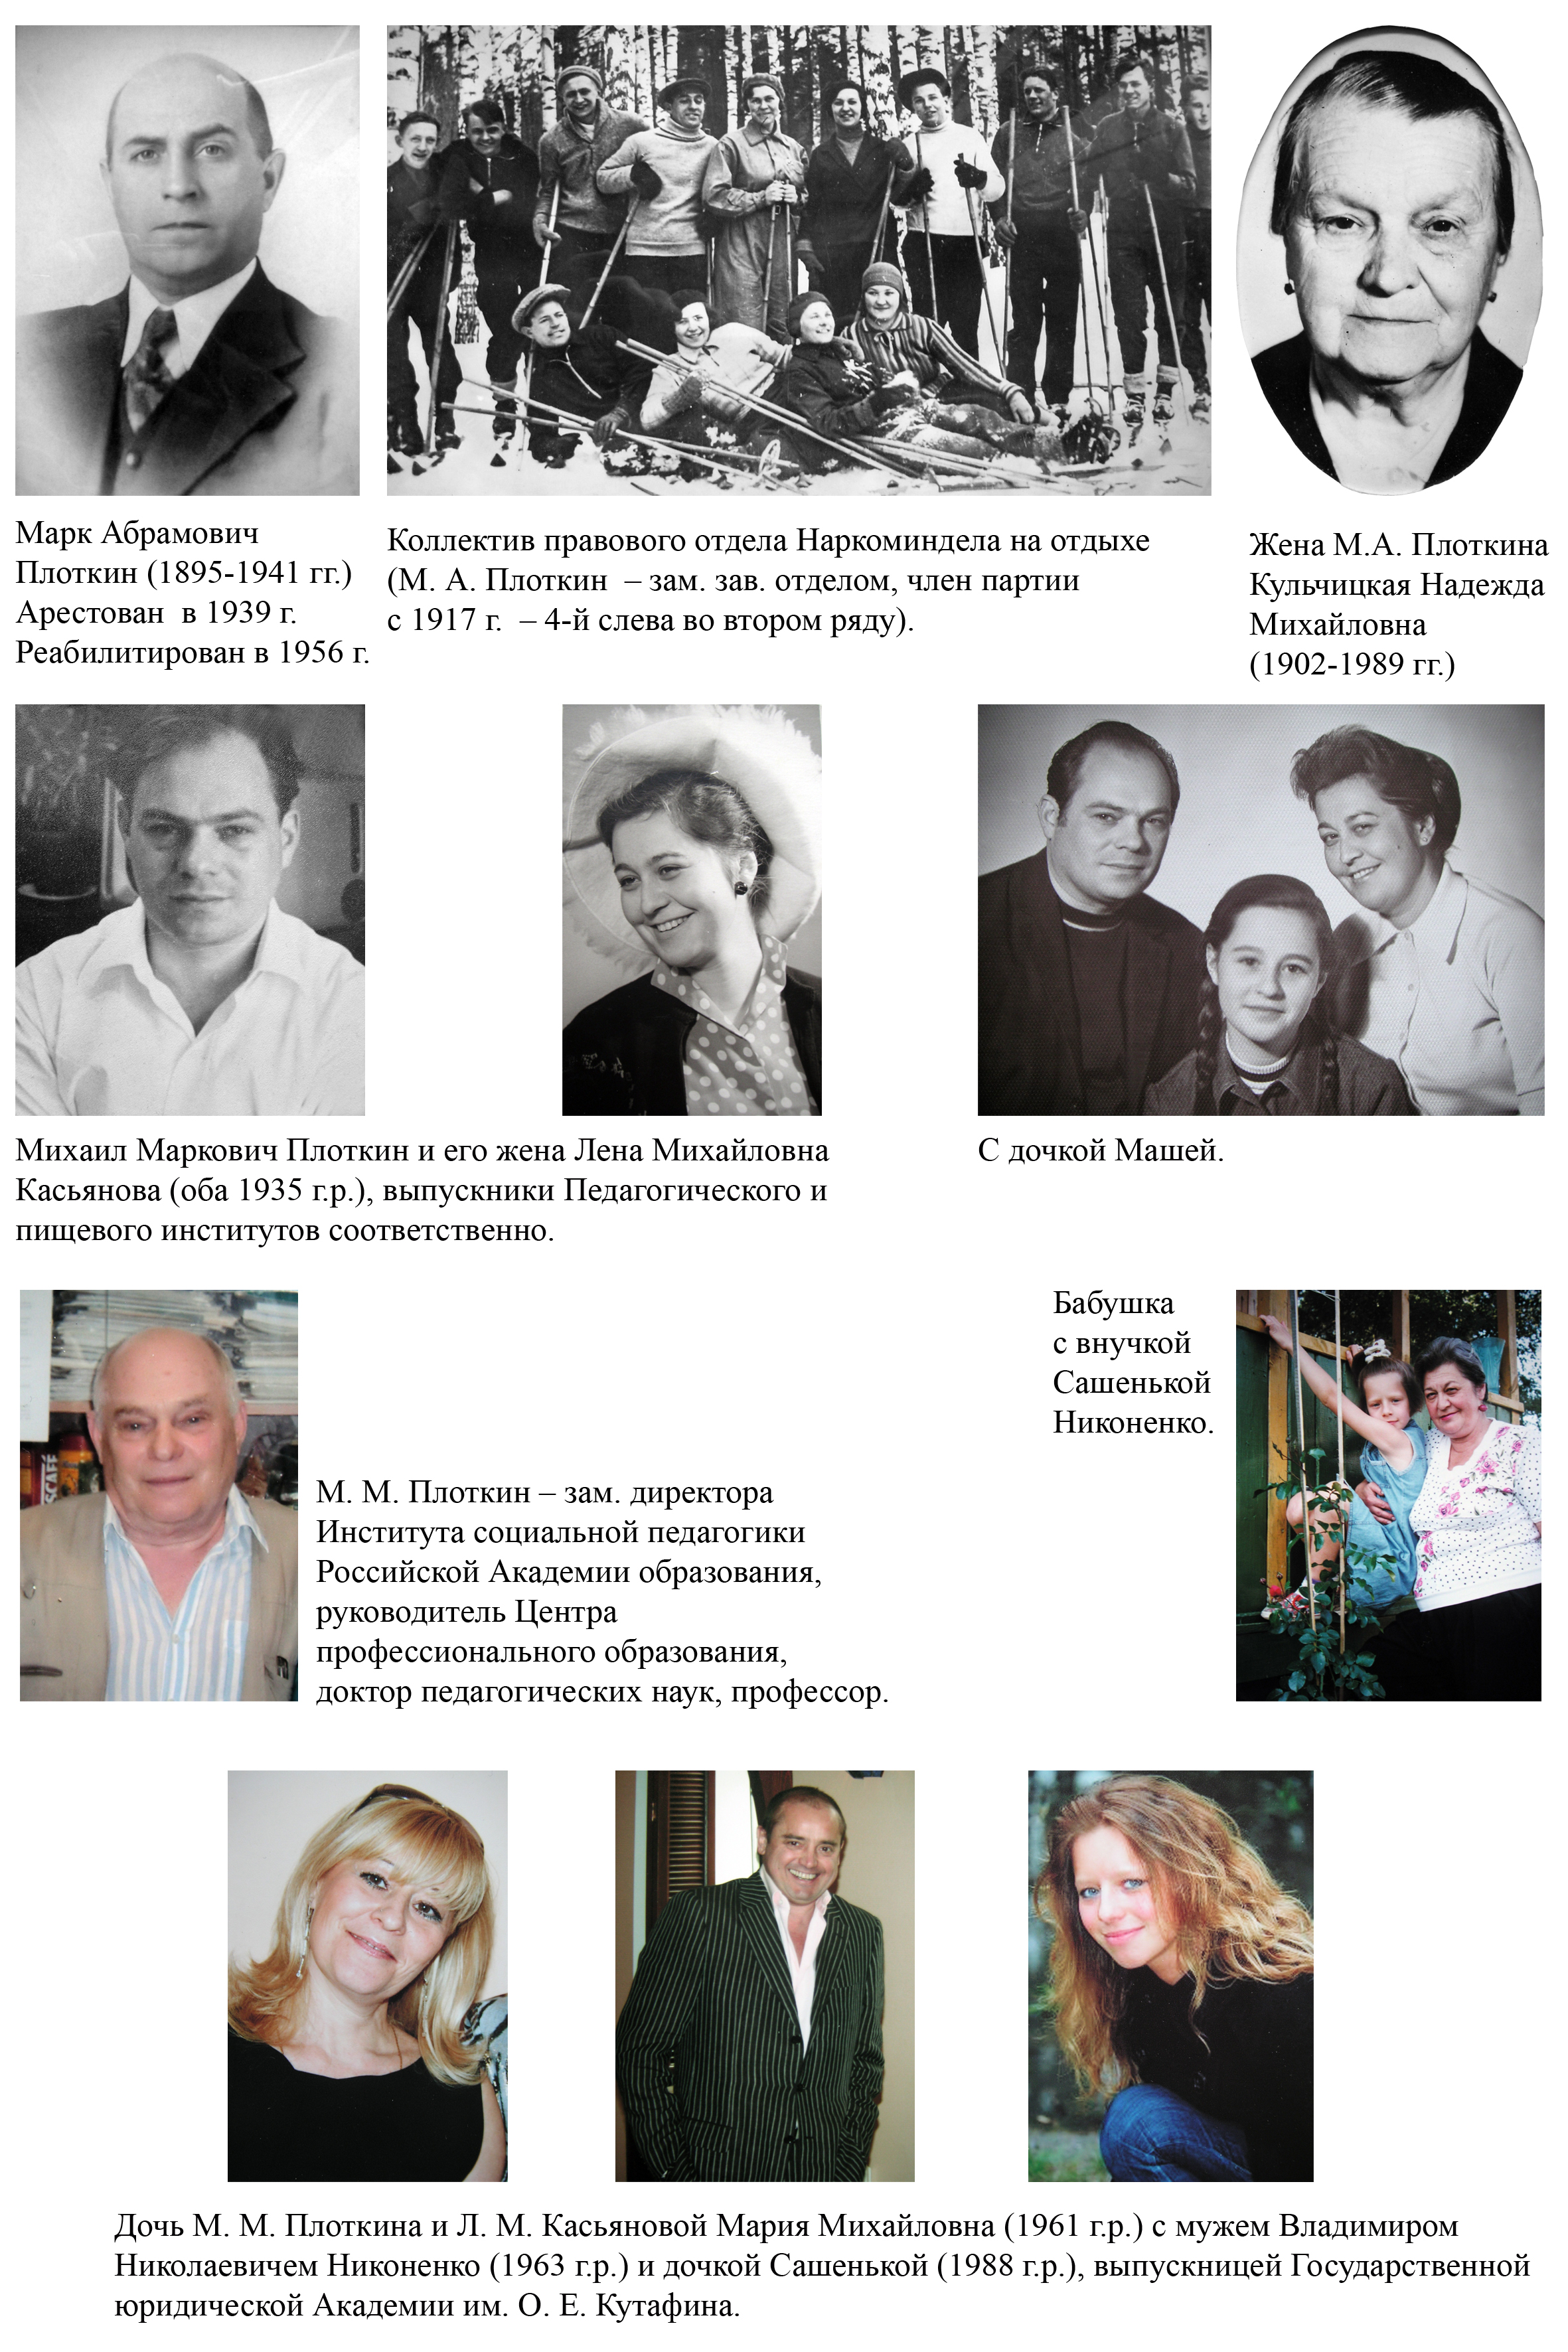 Марк Абрамович
Плоткин (1895-1941 гг.)
Арестован  в 1939 г.
Реабилитирован в 1956 г.
Коллектив правового отдела Наркоминдела на отдыхе
(М. А. Плоткин  – зам. зав. отделом, член партии
с 1917 г.  – 4-й слева во втором ряду).
Жена М.А. Плоткина
Кульчицкая Надежда
Михайловна
(1902-1989 гг.)
Михаил Маркович Плоткин и его жена Лена Михайловна
Касьянова (оба 1935 г.р.), выпускники Педагогического и
пищевого институтов соответственно.
С дочкой Машей.
Бабушка
с внучкой
Сашенькой
Никоненко.
М. М. Плоткин – зам. директора
Института социальной педагогики
Российской Академии образования,
руководитель Центра
профессионального образования,
доктор педагогических наук, профессор.
Дочь М. М. Плоткина и Л. М. Касьяновой Мария Михайловна (1961 г.р.) с мужем Владимиром
Николаевичем Никоненко (1963 г.р.) и дочкой Сашенькой (1988 г.р.), выпускницей Государственной
юридической Академии им. О. Е. Кутафина.